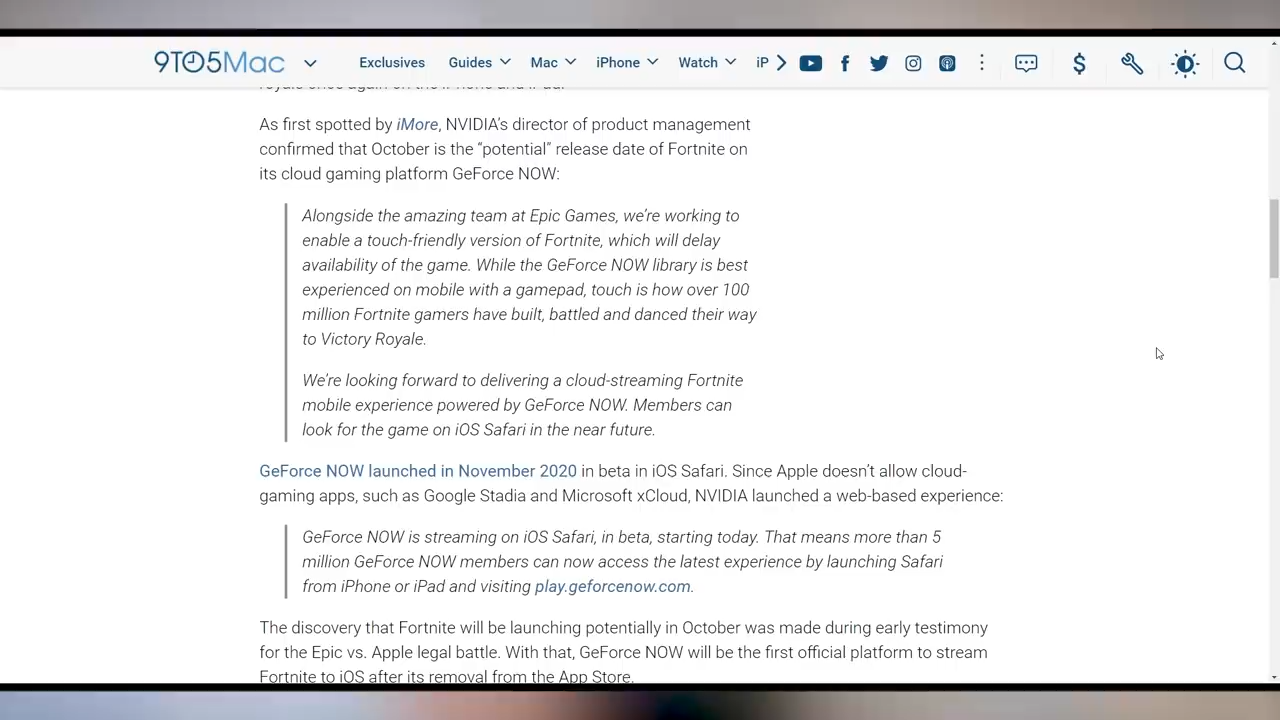 9TO5Mac Exclusives Guides Mac iPhone Watch iP
As first spotted by iMore, NVIDIA’s director of product management
confirmed that October is the “potential” release date of Fortnite on
its cloud gaming platform GeForce NOW:
Alongside the amazing team at Epic Games, we’re working to
enable a touch-friendly version of Fortnite, which will delay
availability of the game. While the GeForce NOW library is best
experienced on mobile with a gamepad, touch is how over 100
million Fortnite gamers have built, battled and danced their way
to Victory Royale.
We’re looking forward to delivering a cloud-streaming Fortnite
mobile experience powered by GeForce NOW. Members can
look for the game on iOS Safari in the near future.
GeForce NOW launched in November 2020 in beta in iOS Safari. Since Apple doesn’t allow cloud-
gaming apps, such as Google Stadia and Microsoft xCloud, NVIDIA launched a web-based experience:
GeForce NOW is streaming on iOS Safari, in beta, starting today. That means more than 5
million GeForce NOW members can now access the latest experience by launching Safari
from iPhone or iPad and visiting play.geforcenow.com.
The discovery that Fortnite will be launching potentially in October was made during early testimony
for the Epic vs. Apple legal battle. With that, GeForce NOW will be the first official platform to stream
Fortnite to iOS after its removal from the App Store.